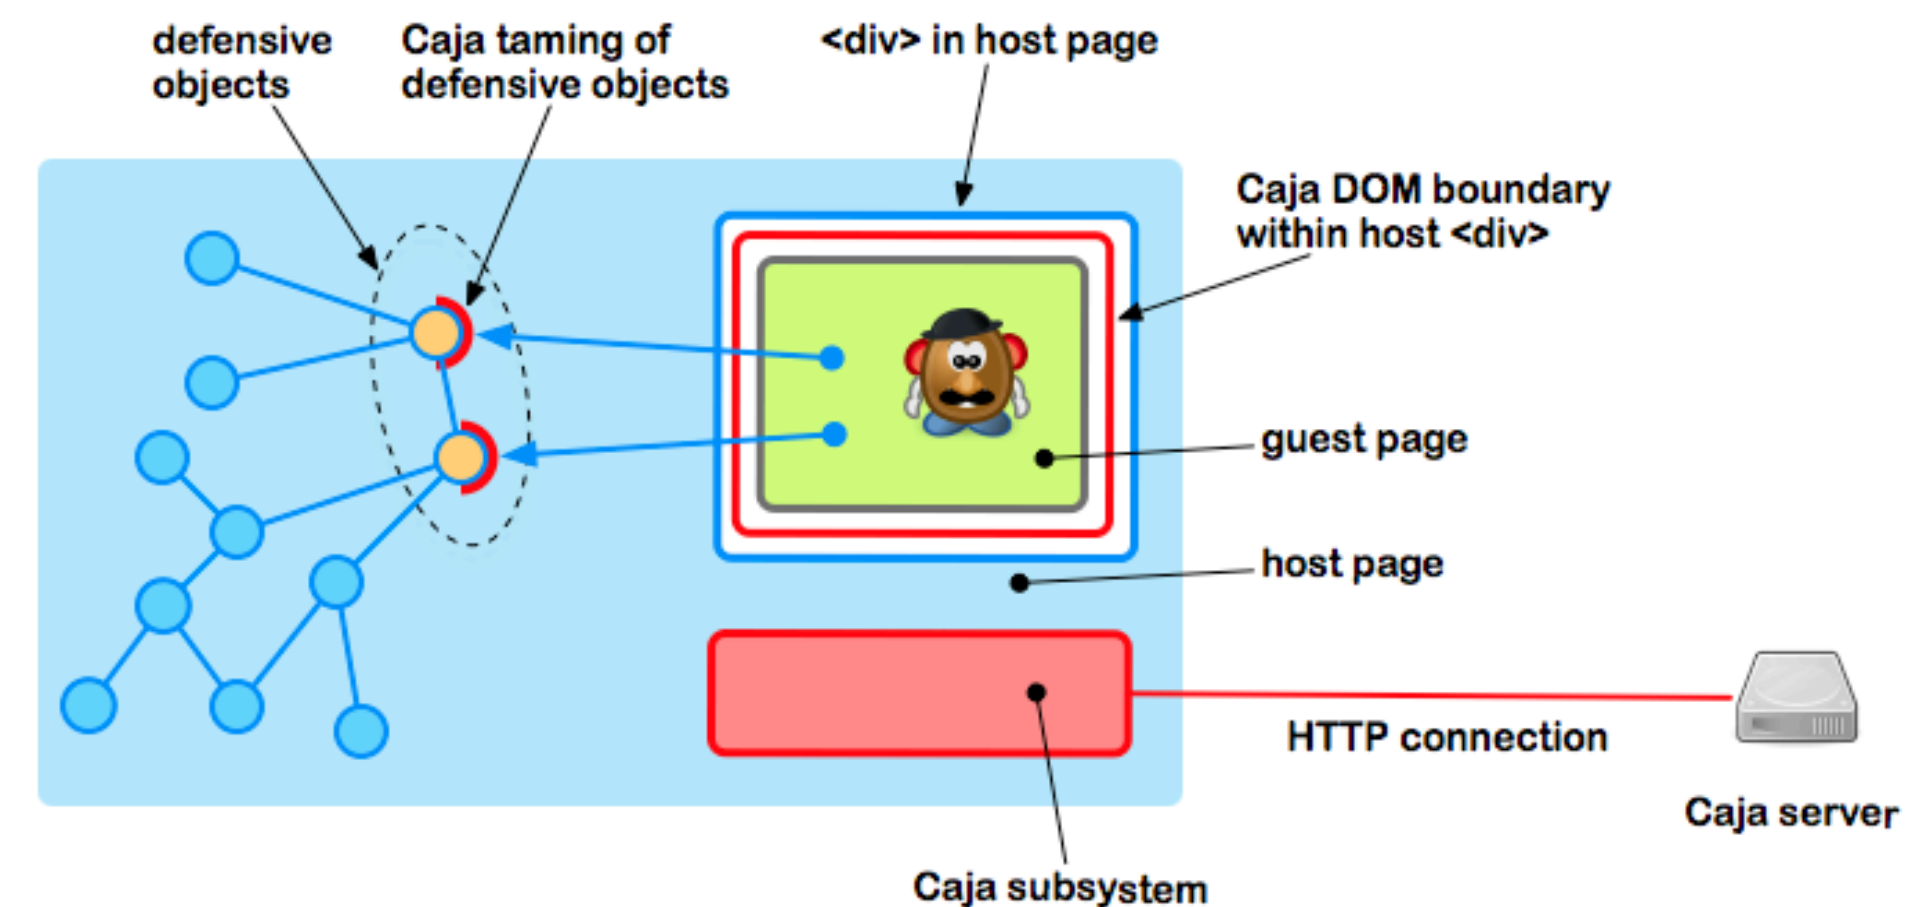 defensive
objects
Caja taming of
defensive objects
<div> in host page
Caja DOM boundary
within host <div>
guest page
host page
HTTP connection
Caja server
Caja subsystem